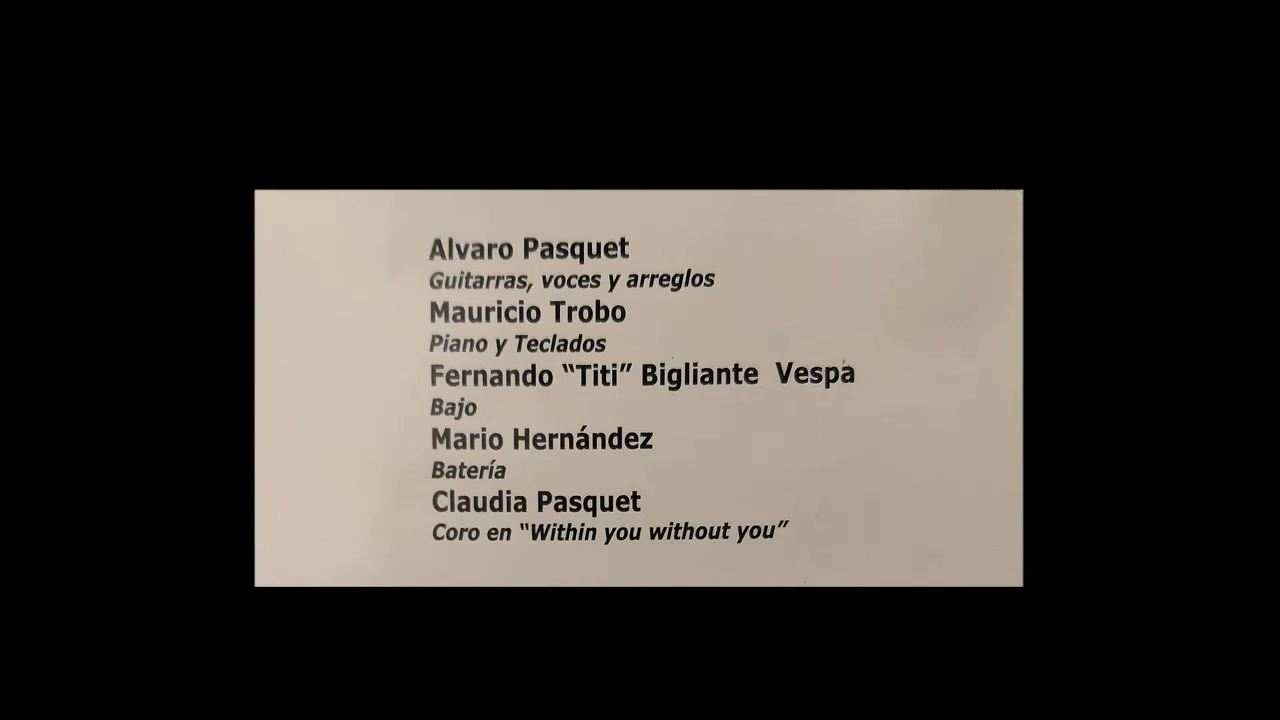 Alvaro Pasquet
Guitarras, voces y arreglos
Mauricio Trobo
Piano y Teclados
Fernando “Titi” Bigliante Vespa
Bajo
Mario Hernández
Batería
Claudia Pasquet
Coro en “Within you without you”